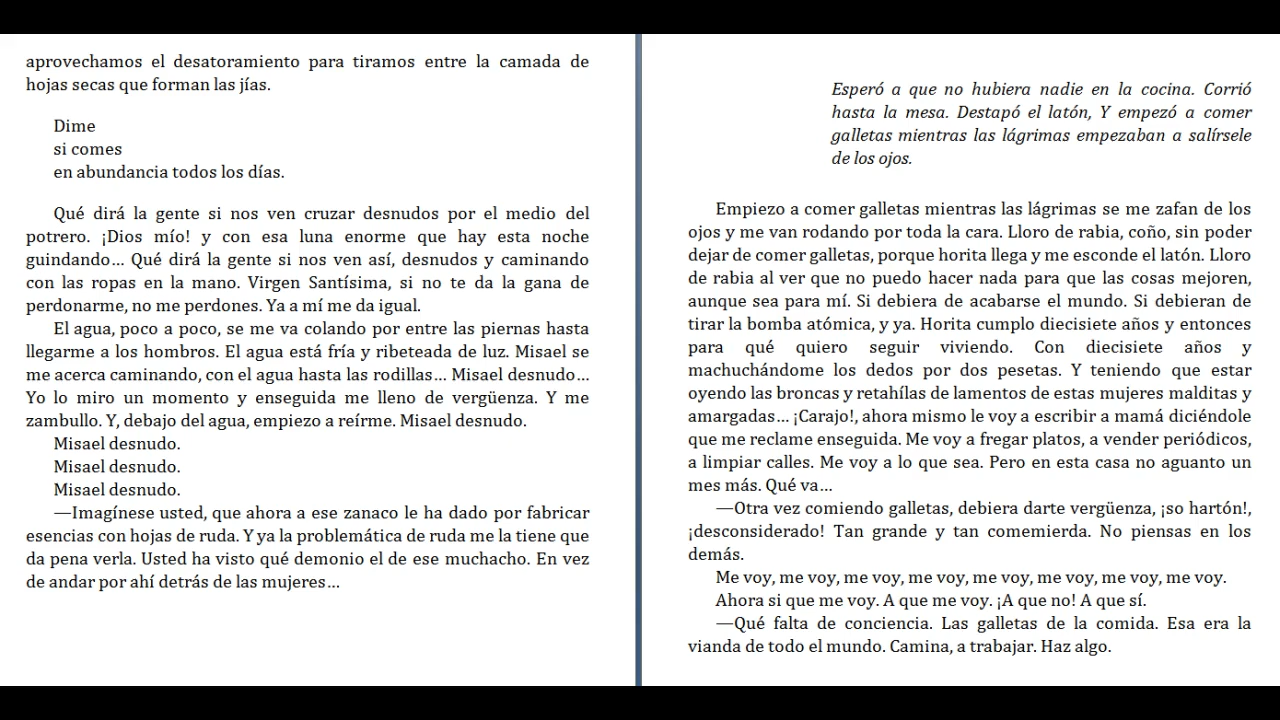 aprovechamos el desatoramiento para tiramos entre la camada de
hojas secas que forman las jías.
Dime
si comes
en abundancia todos los días.
Qué dirá la gente si nos ven cruzar desnudos por el medio del
potrero. ¡Dios mío! y con esa luna enorme que hay esta noche
guindando... Qué dirá la gente si nos ven así, desnudos y caminando
con las ropas en la mano. Virgen Santísima, si no te da la gana de
perdonarme, no me perdones. Ya a mí me da igual.
El agua, poco a poco, se me va colando por entre las piernas hasta
llegarme a los hombros. El agua está fría y ribeteada de luz. Misael se
me acerca caminando, con el agua hasta las rodillas... Misael desnudo...
Yo lo miro un momento y enseguida me lleno de vergüenza. Y me
zambullo. Y, debajo del agua, empiezo a reírme. Misael desnudo.
Misael desnudo.
Misael desnudo.
Misael desnudo.
—Imagínese usted, que ahora a ese zanaco le ha dado por fabricar
esencias con hojas de ruda. Y ya la problemática de ruda me la tiene que
da pena verla. Usted ha visto qué demonio el de ese muchacho. En vez
de andar por ahí detrás de las mujeres...
Esperó a que no hubiera nadie en la cocina. Corrió
hasta la mesa. Destapó el latón, Y empezó a comer
galletas mientras las lágrimas empezaban a salírsele
de los ojos.
Empiezo a comer galletas mientras las lágrimas se me zafan de los
ojos y me van rodando por toda la cara. Lloro de rabia, coño, sin poder
dejar de comer galletas, porque horita llega y me esconde el latón. Lloro
de rabia al ver que no puedo hacer nada para que las cosas mejoren,
aunque sea para mí. Si debiera de acabarse el mundo. Si debieran de
tirar la bomba atómica, y ya. Horita cumplo diecisiete años y entonces
para qué quiero seguir viviendo. Con diecisiete años y
machuchándome los dedos por dos pesetas. Y teniendo que estar
oyendo las broncas y retahílas de lamentos de estas mujeres malditas y
amargadas... ¡Carajo!, ahora mismo le voy a escribir a mamá diciéndole
que me reclame enseguida. Me voy a fregar platos, a vender periódicos,
a limpiar calles. Me voy a lo que sea. Pero en esta casa no aguanto un
mes más. Qué va...
—Otra vez comiendo galletas, debiera darte vergüenza, ¡so hartón!,
¡desconsiderado! Tan grande y tan comemierda. No piensas en los
demás.
Me voy, me voy, me voy, me voy, me voy, me voy, me voy, me voy.
Ahora si que me voy. A que me voy. ¡A que no! A que sí.
—Qué falta de conciencia. Las galletas de la comida. Esa era la
vianda de todo el mundo. Camina, a trabajar. Haz algo.